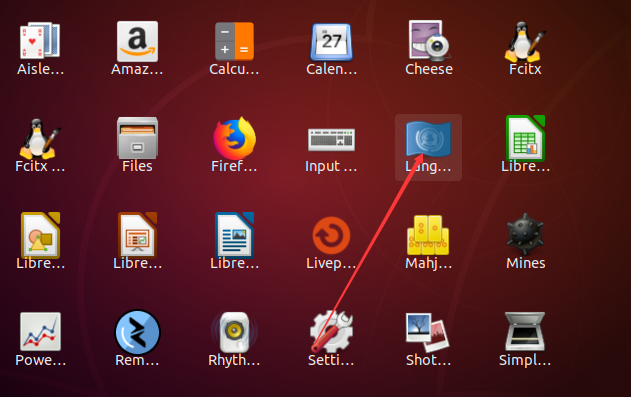 Aisle...
Amaz...
Calcu...
27
Calen...
Cheese
Fcitx
Fcitx ...
Files
Firef...
Input ...
Lang...
Libre...
Libre...
Libre...
Libre...
Livep...
Mahj...
Mines
Powe...
Rem...
Rhyth...
Setti...
Shot...
Simpl...